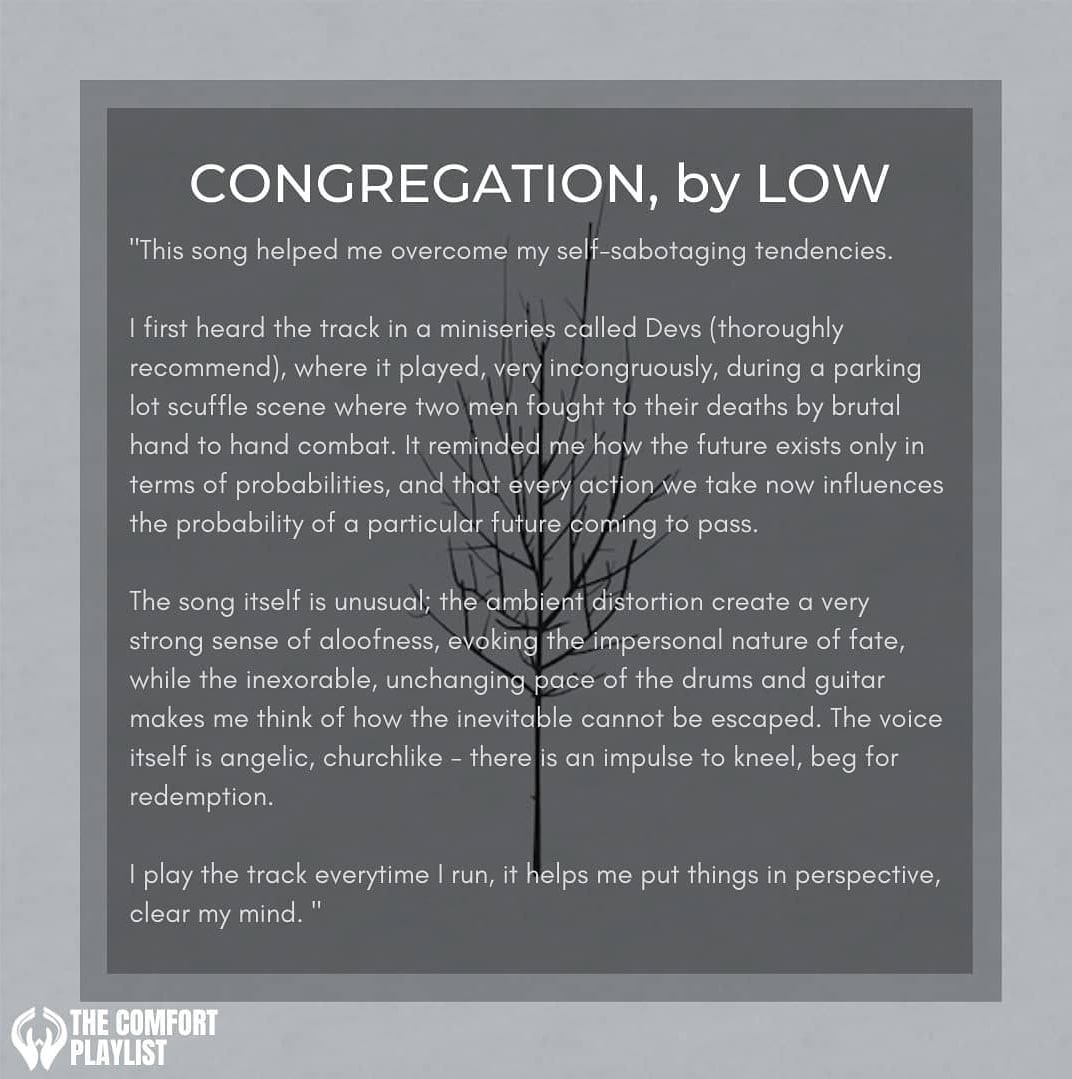 CONGREGATION, by LOW
"This song helped me overcome my self-sabotaging tendencies.
I first heard the track in a miniseries called Devs (thoroughly
recommend), where it played, very incongruously, during a parking
lot scuffle scene where two men fought to their deaths by brutal
hand to hand combat. It reminded me how the future exists only in
terms of probabilities, and that every action we take now influences
the probability of a particular future coming to pass.
The song itself is unusual; the ambient distortion create a very
strong sense of aloofness, evoking the impersonal nature of fate,
while the inexorable, unchanging pace of the drums and guitar
makes me think of how the inevitable cannot be escaped. The voice
itself is angelic, churchlike - there is an impulse to kneel, beg for
redemption.
I play the track everytime I run, it helps me put things in perspective,
clear my mind. "
THE COMFORT
PLAYLIST